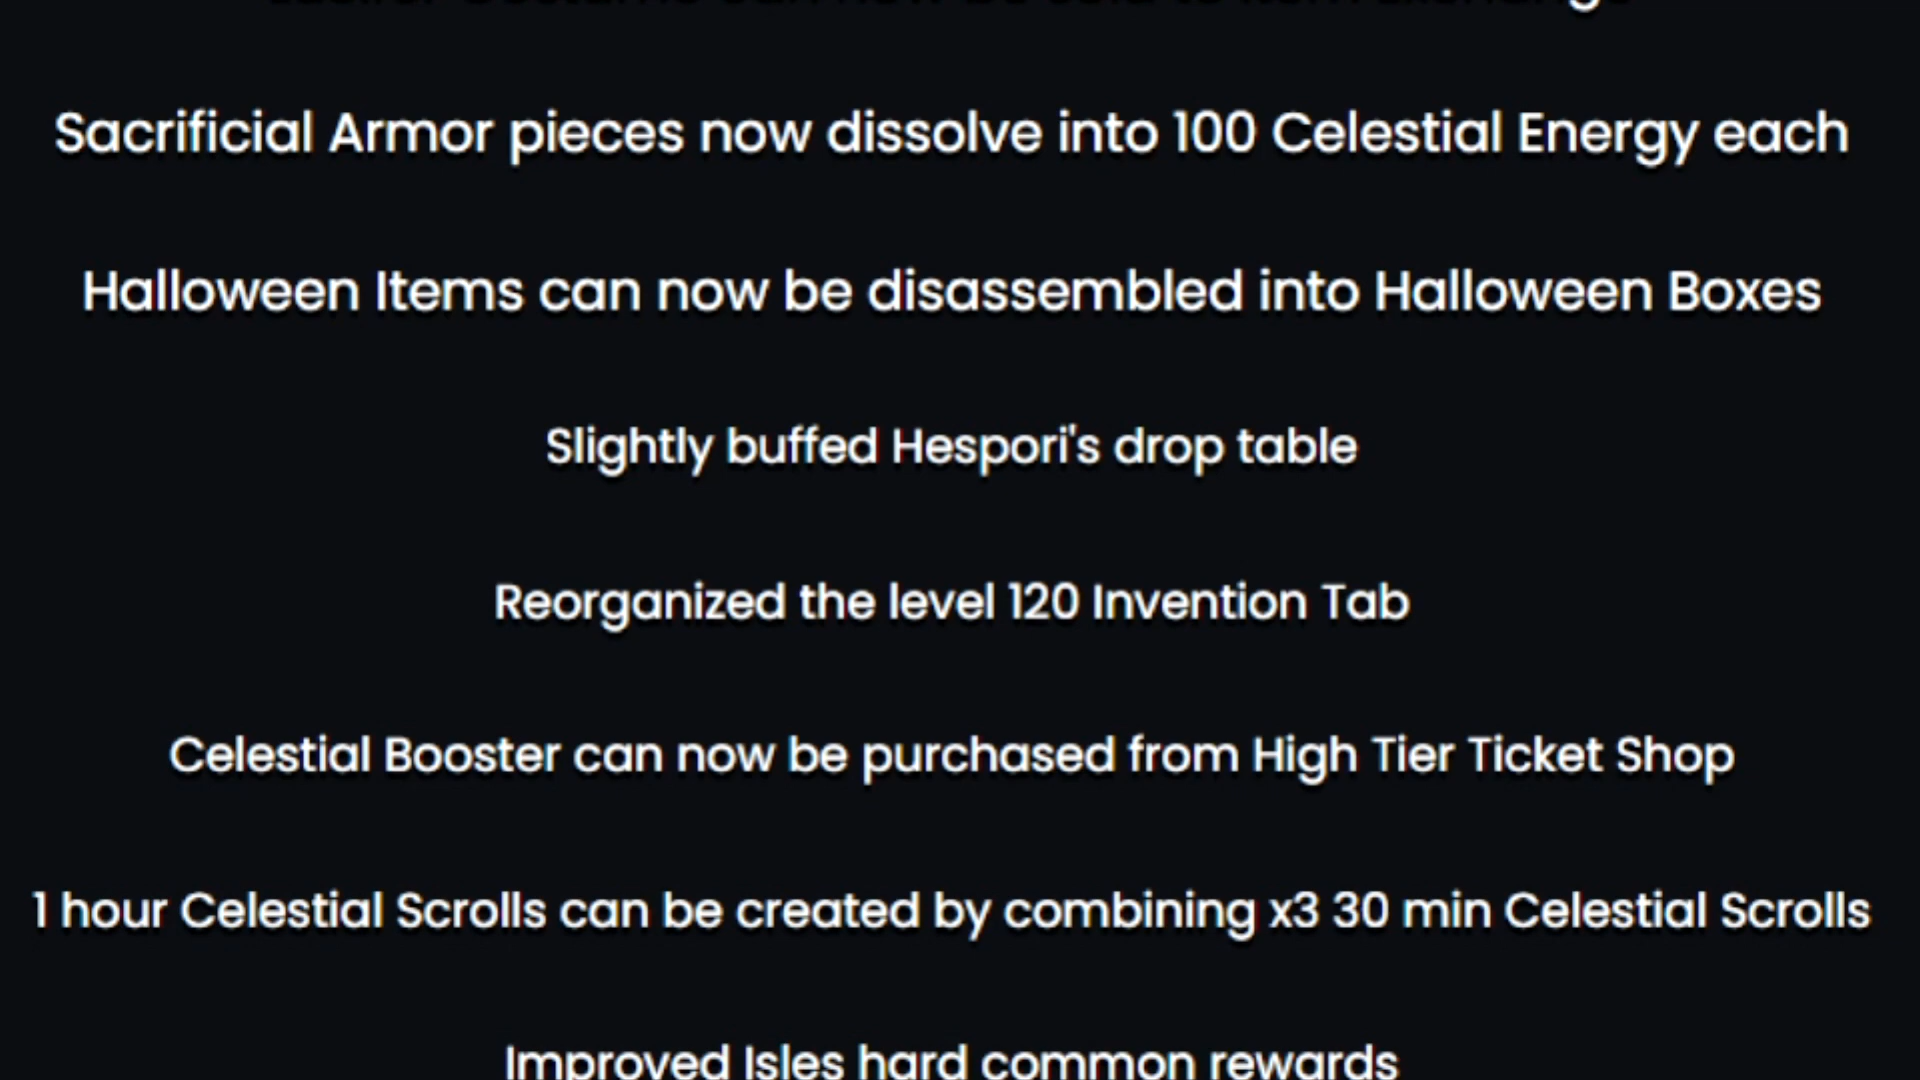 Sacrificial Armor pieces now dissolve into 100 Celestial Energy each
Halloween Items can now be disassembled into Halloween Boxes
Slightly buffed Hespori's drop table
Reorganized the level 120 Invention Tab
Celestial Booster can now be purchased from High Tier Ticket Shop
1 hour Celestial Scrolls can be created by combining x3 30 min Celestial Scrolls
Improved Isles hard common rewards